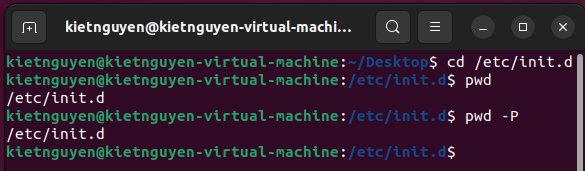 kietnguyen@kietnguyen-virtual-machi...
kietnguyen@kietnguyen-virtual-machine:~/Desktop$ cd /etc/init.d
kietnguyen@kietnguyen-virtual-machine:/etc/init.d$ pwd
/etc/init.d
kietnguyen@kietnguyen-virtual-machine:/etc/init.d$ pwd -P
/etc/init.d
kietnguyen@kietnguyen-virtual-machine:/etc/init.d$